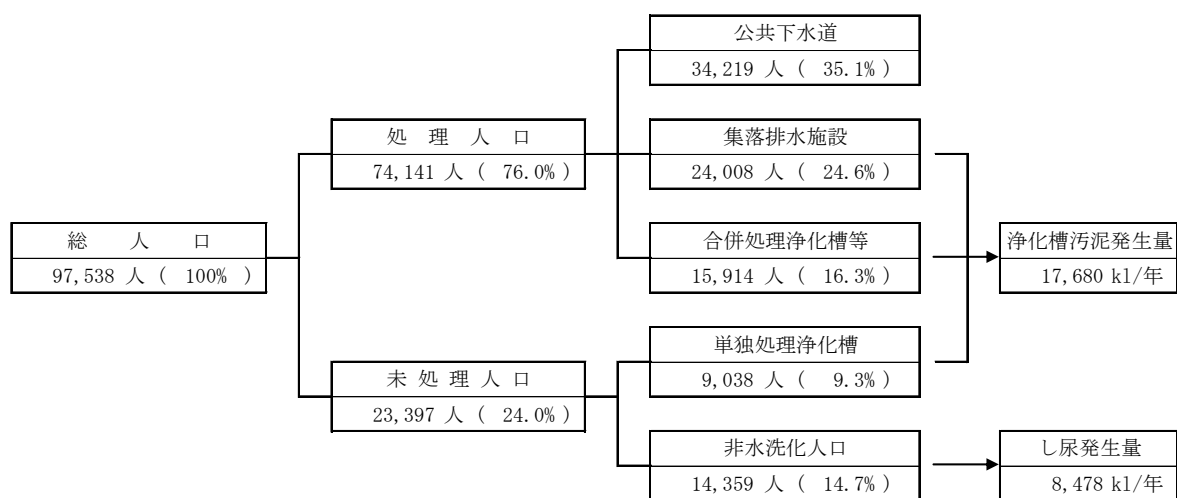 公共下水道
34,219 人 ( 35.1% )
処理人口
74,141 人 ( 76.0% )
集落排水施設
24,008 人 ( 24.6% )
総人口
97,538 人 ( 100% )
合併処理浄化槽等
15,914 人 ( 16.3% )
浄化槽汚泥発生量
17,680 kl/年
単独処理浄化槽
9,038 人 ( 9.3% )
未処理人口
23,397 人 ( 24.0% )
非水洗化人口
14,359 人 ( 14.7% )
し尿発生量
8,478 kl/年